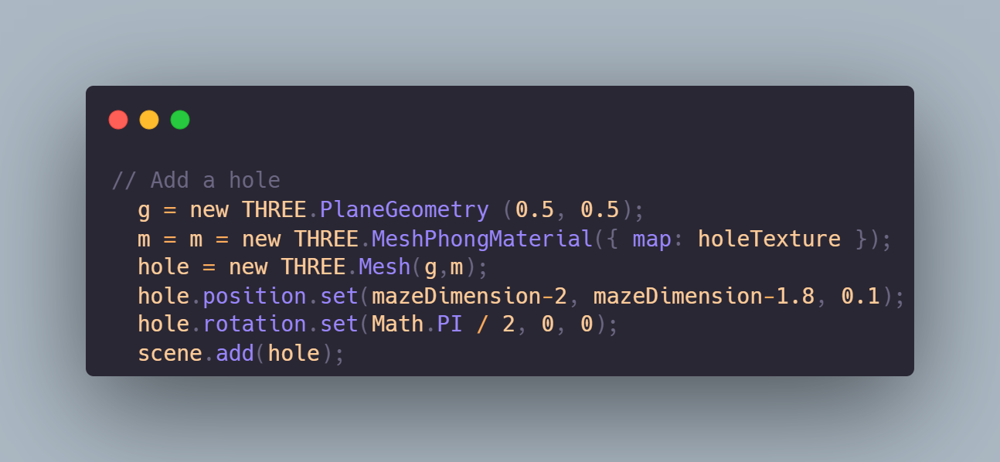 // Add a hole
  g = new THREE.PlaneGeometry (0.5, 0.5);
  m = m = new THREE.MeshPhongMaterial({ map: holeTexture });
  hole = new THREE.Mesh(g,m);
  hole.position.set(mazeDimension-2, mazeDimension-1.8, 0.1);
  hole.rotation.set(Math.PI / 2, 0, 0);
  scene.add(hole);